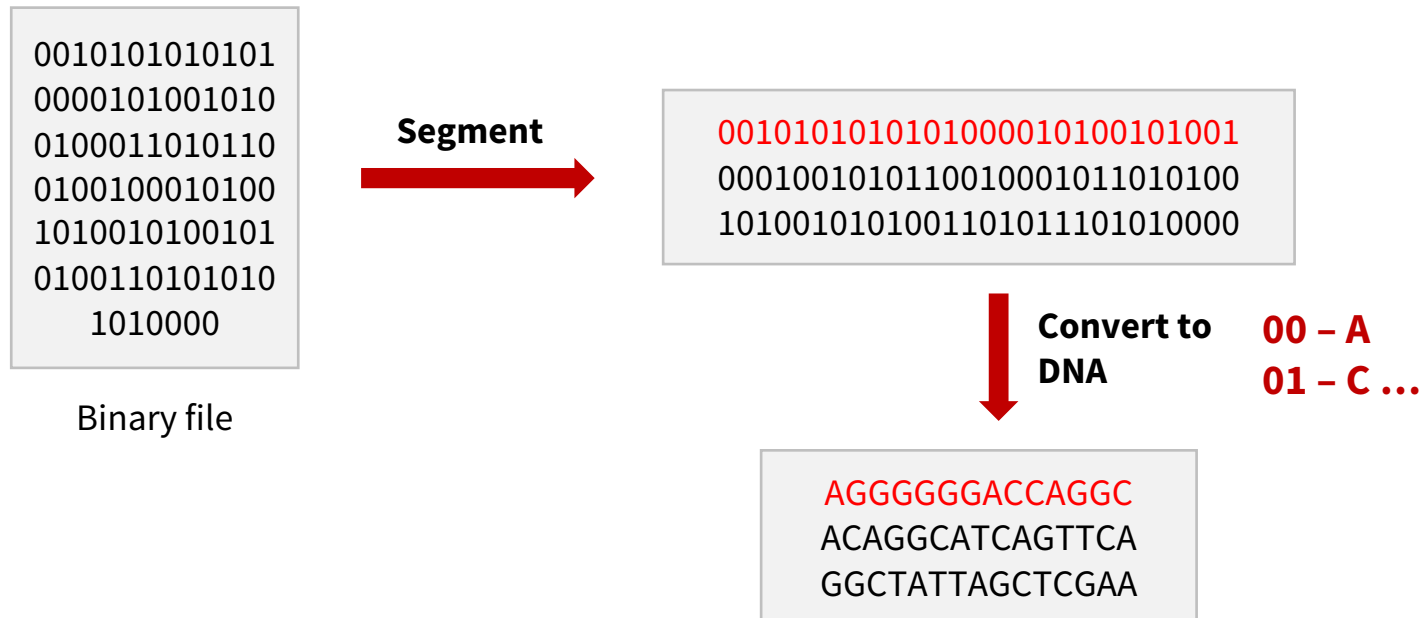 0010101010101
0000101001010
0100011010110
0100100010100
1010010100101
0100110101010
1010000
Binary file
Segment
0010101010101000010100101001
0001001010110010001011010100
1010010101001101011101010000
Convert to
DNA
00 – A
01 – C ...
AGGGGGGACCAGGC
ACAGGCATCAGTTCA
GGCTATTAGCTCGAA